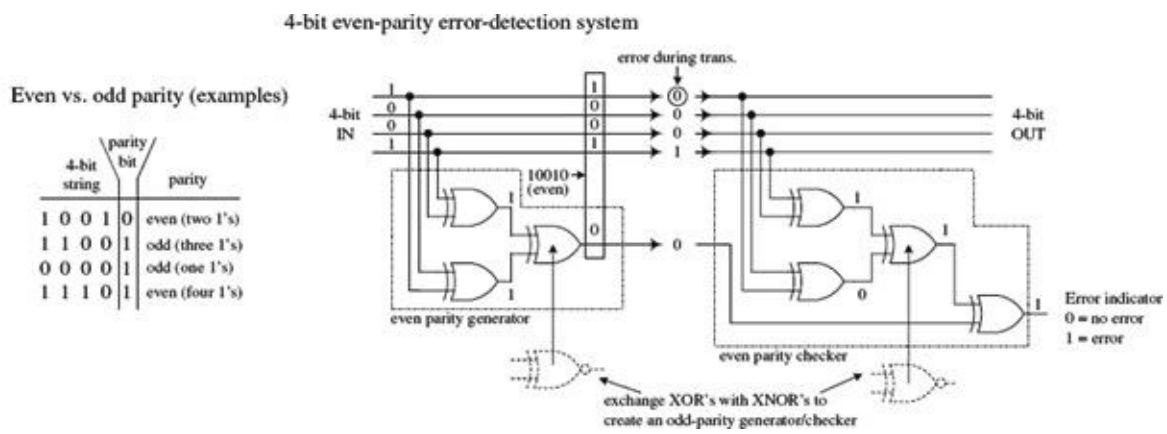 4-bit even-parity error-detection system
Even vs. odd parity (examples)
4-bit
string
parity
bit
parity
1 0 0 1 0 even (two 1's)
1 1 0 0 1 odd (three 1's)
0 0 0 0 1 odd (one 1's)
1 1 1 0 1 even (four 1's)
error during trans.
4-bit
IN
1
0
0
1
1
0
0
1
0
0
0
1
4-bit
OUT
10010
(even)
1
1
0
0
even parity generator
1
0
1
1
even parity checker
Error indicator
0 = no error
1 = error
exchange XOR's with XNOR's to
create an odd-parity generator/checker